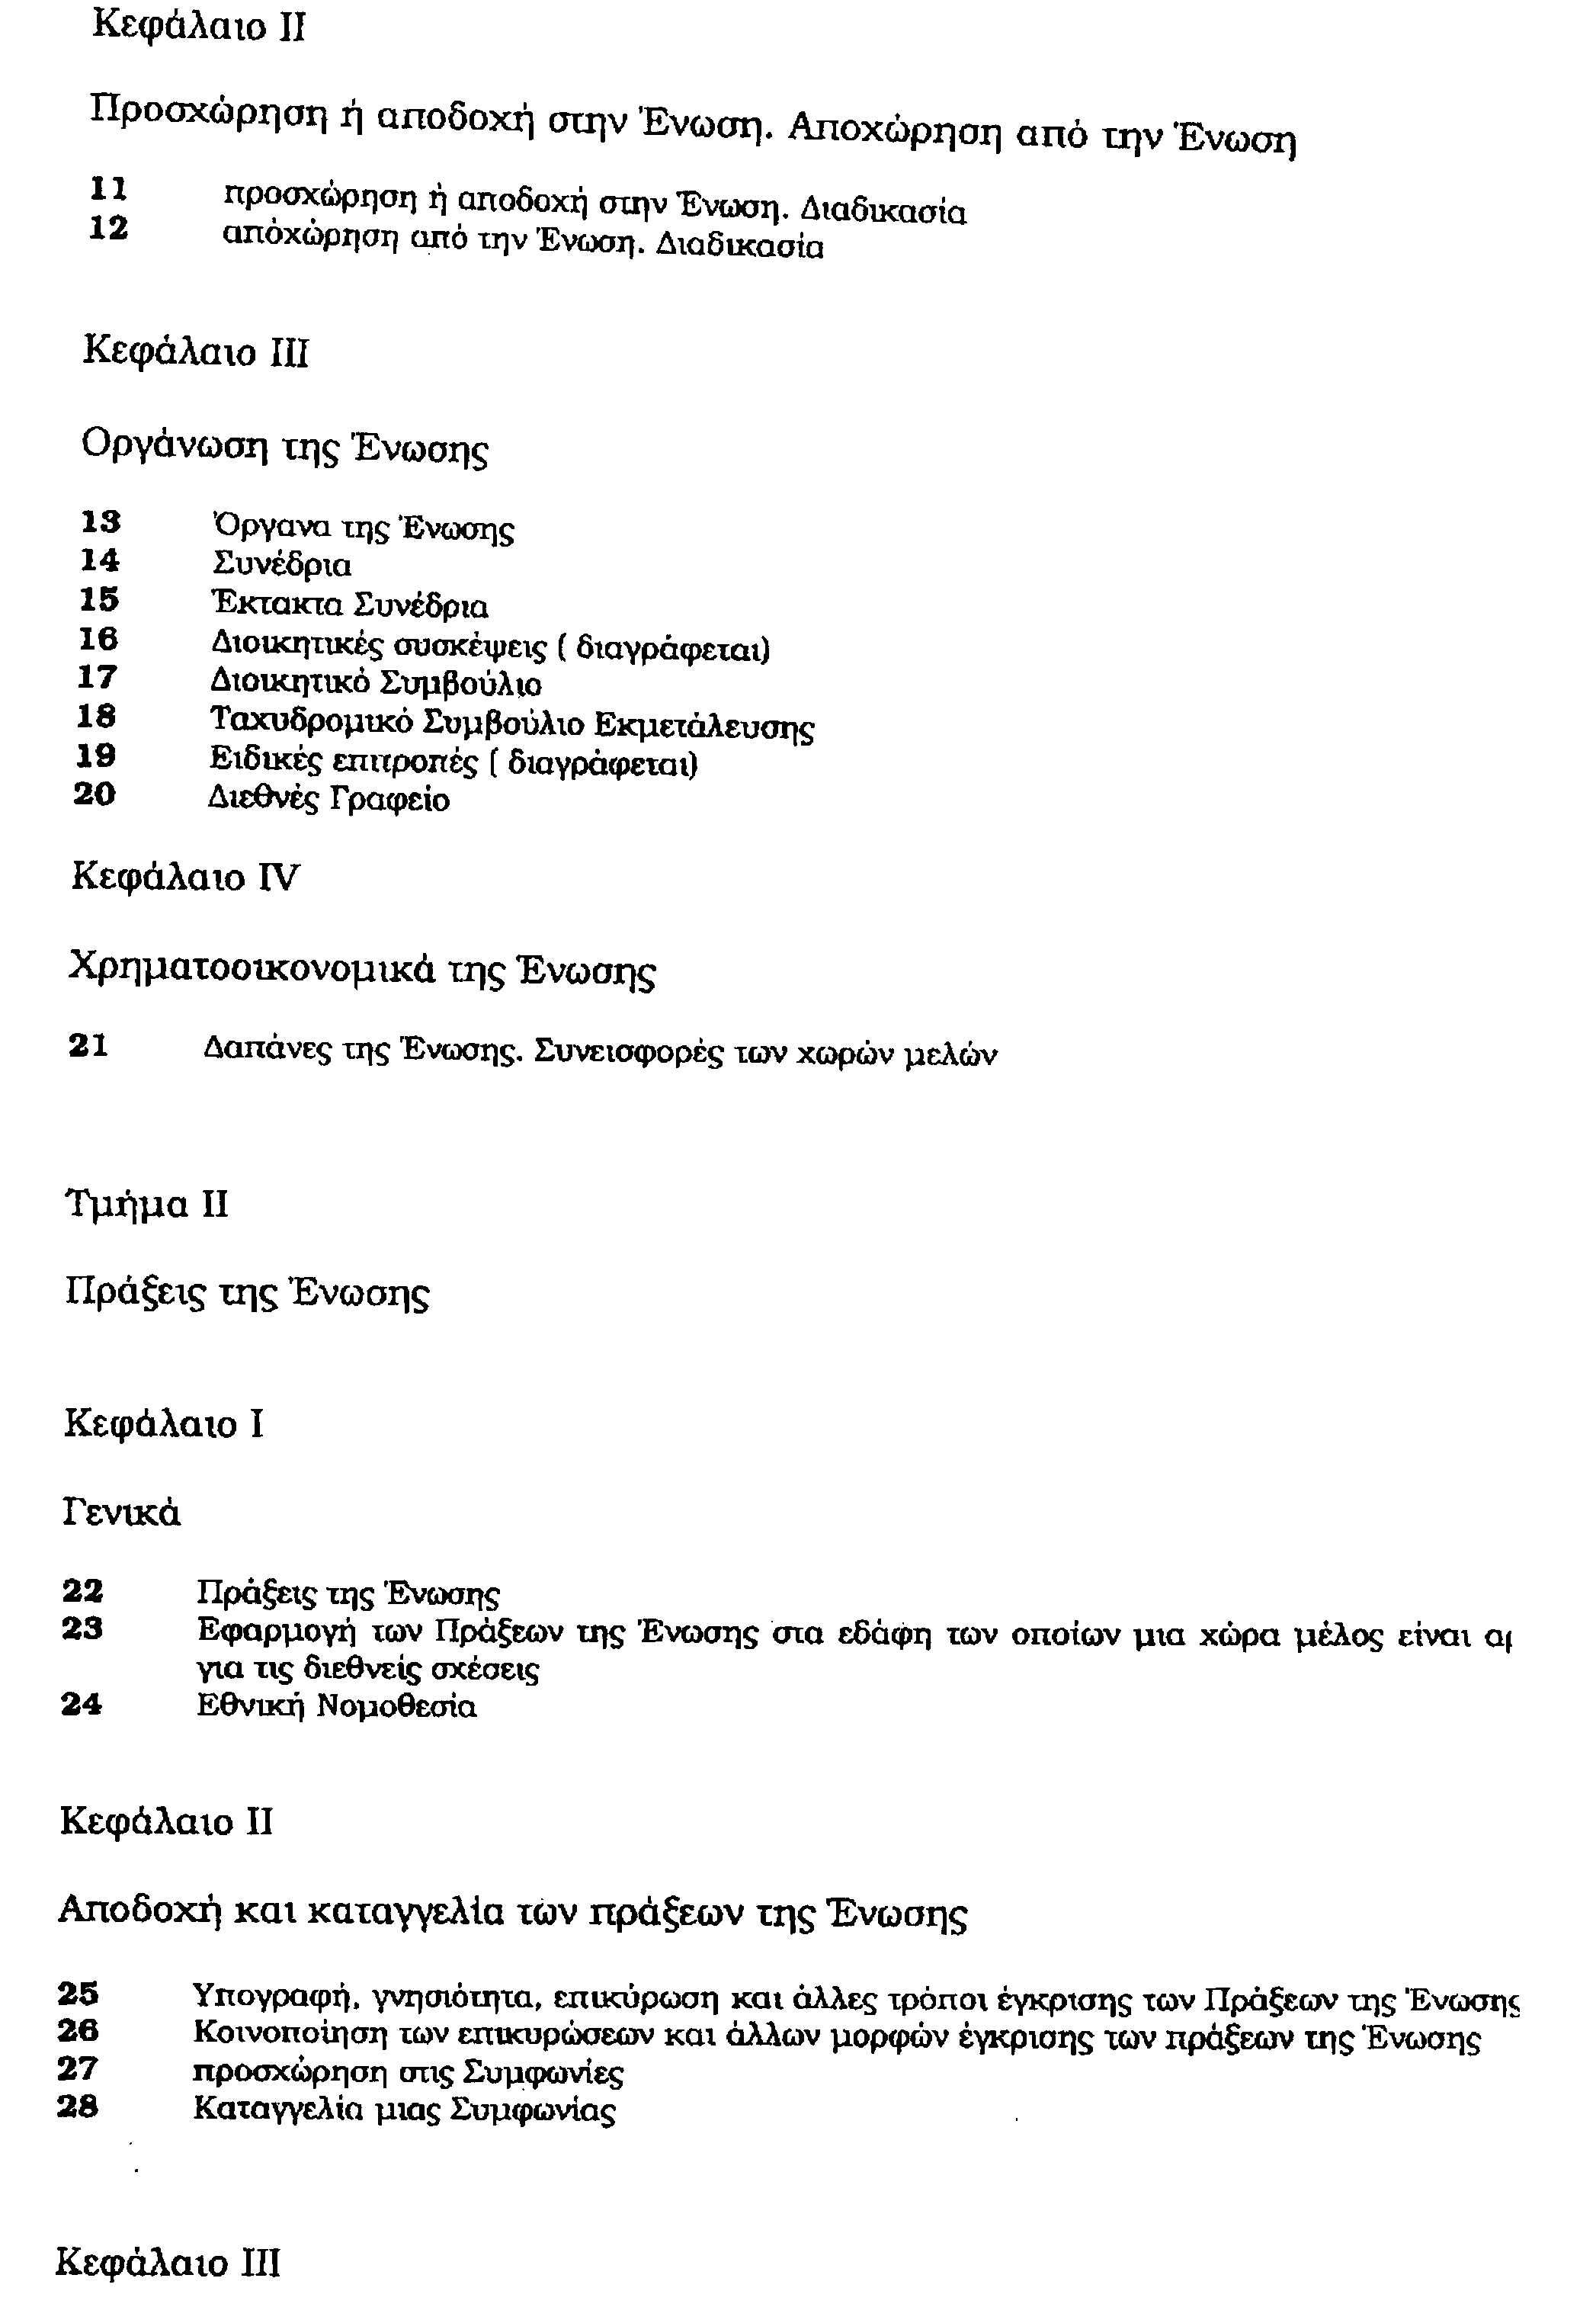 Κεφάλαιο II
Προσχώρηση ή αποδοχή στην Ένωση. Αποχώρηση από την Ένωση
11 προσχώρηση ή αποδοχή στην Ένωση. Διαδικασία
12 απόχώρηση από την Ένωση. Διαδικασία
Κεφάλαιο III
Οργάνωση της Ένωσης
13 Όργανα της Ένωσης
14 Συνέδρια
15 Έκτακτα Συνέδρια
16 Διοικητικές συσκέψεις ( διαγράφεται)
17 Διοικητικό Συμβούλιο
18 Ταχυδρομικό Συμβούλιο Εκμετάλευσης
19 Ειδικές επιτροπές ( διαγράφεται)
20 Διεθνές Γραφείο
Κεφάλαιο IV
Χρηματοοικονομικά της Ένωσης
21 Δαπάνες της Ένωσης. Συνεισφορές των χωρών μελών
Τμήμα II
Πράξεις της Ένωσης
Κεφάλαιο I
Γενικά
22 Πράξεις της Ένωσης
23 Εφαρμογή των Πράξεων της Ένωσης στα εδάφη των οποίων μια χώρα μέλος είναι
για τις διεθνείς σχέσεις
24 Εθνική Νομοθεσία
Κεφάλαιο II
Αποδοχή και καταγγελία των πράξεων της Ένωσης
25 Υπογραφή, γνησιότητα, επικύρωση και άλλες τρόποι έγκρισης των Πράξεων της Ένωσης
26 Κοινοποίηση των επικυρώσεων και άλλων μορφών έγκρισης των πράξεων της Ένωσης
27 προσχώρηση στις Συμφωνίες
28 Καταγγελία μιας Συμφωνίας
Κεφάλαιο III